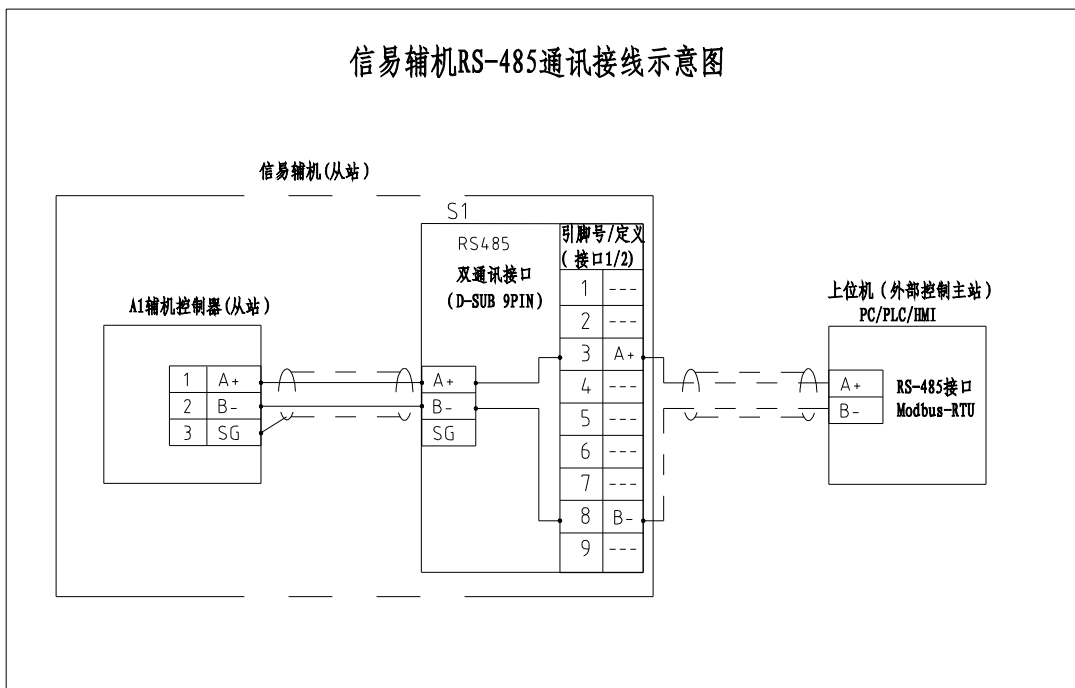 信易辅机RS-485通讯接线示意图
信易辅机(从站)
S1
RS485
双通讯接口
(D-SUB 9PIN)
引脚号/定义
(接口1/2)
1 ---
2 ---
3 A+
4 ---
5 ---
6 ---
7 ---
8 B-
9 ---
A1辅机控制器(从站)
1 A+
2 B-
3 SG
A+
B-
SG
上位机(外部控制主站)
PC/PLC/HMI
A+
B-
RS-485接口
Modbus-RTU